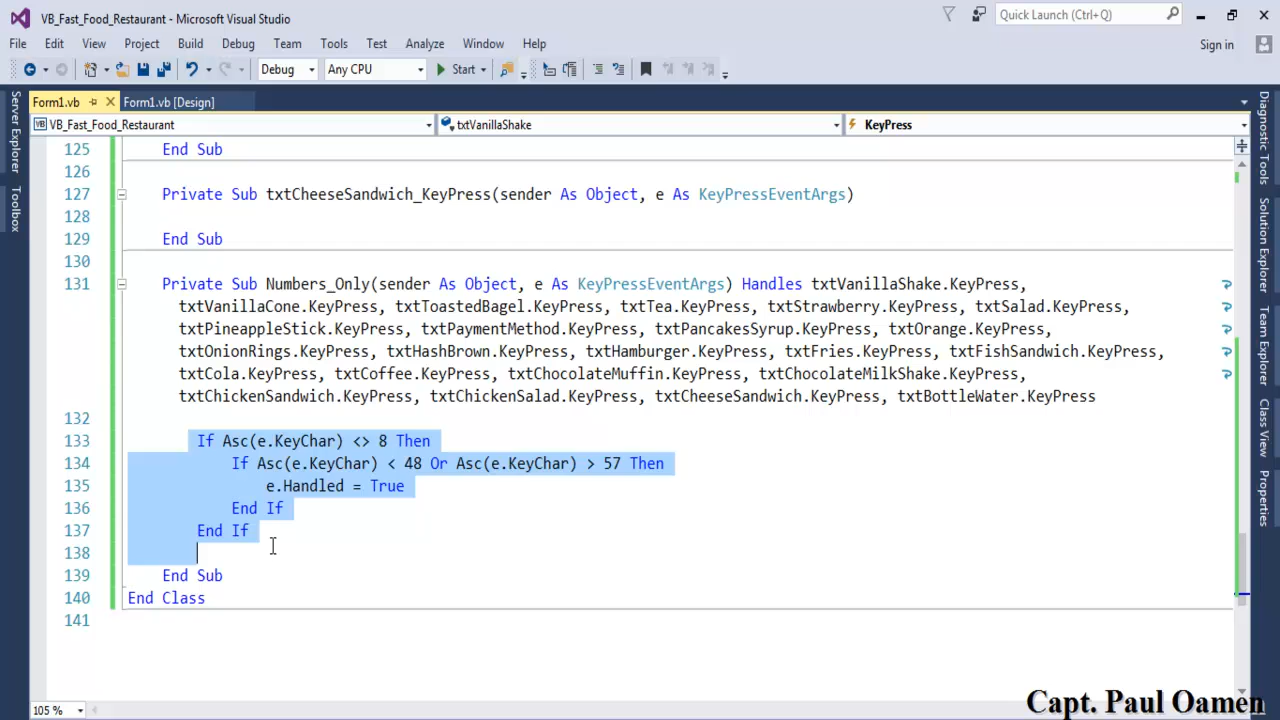 VB_Fast_Food_Restaurant - Microsoft Visual Studio
Quick Launch (Ctrl+Q)
File Edit View Project Build Debug Team Tools Test Analyze Window Help
Sign in
Debug Any CPU Start
Form1.vb Form1.vb [Design]
VB_Fast_Food_Restaurant txtVanillaShake KeyPress
Server Explorer
Toolbox
125 End Sub
126
127 Private Sub txtCheeseSandwich_KeyPress(sender As Object, e As KeyPressEventArgs)
128
129 End Sub
130
131 Private Sub Numbers_Only(sender As Object, e As KeyPressEventArgs) Handles txtVanillaShake.KeyPress,
txtVanillaCone.KeyPress, txtToastedBagel.KeyPress, txtTea.KeyPress, txtStrawberry.KeyPress, txtSalad.KeyPress,
txtPineappleStick.KeyPress, txtPaymentMethod.KeyPress, txtPancakesSyrup.KeyPress, txtOrange.KeyPress,
txtOnionRings.KeyPress, txtHashBrown.KeyPress, txtHamburger.KeyPress, txtFries.KeyPress, txtFishSandwich.KeyPress,
txtCola.KeyPress, txtCoffee.KeyPress, txtChocolateMuffin.KeyPress, txtChocolateMilkShake.KeyPress,
txtChickenSandwich.KeyPress, txtChickenSalad.KeyPress, txtCheeseSandwich.KeyPress, txtBottleWater.KeyPress
132
133 If Asc(e.KeyChar) <> 8 Then
134 If Asc(e.KeyChar) < 48 Or Asc(e.KeyChar) > 57 Then
135 e.Handled = True
136 End If
137 End If
138
139 End Sub
140 End Class
141
Diagnostic Tools
Solution Explorer
Team Explorer
Class View
Properties
105 %
Capt. Paul Oamen